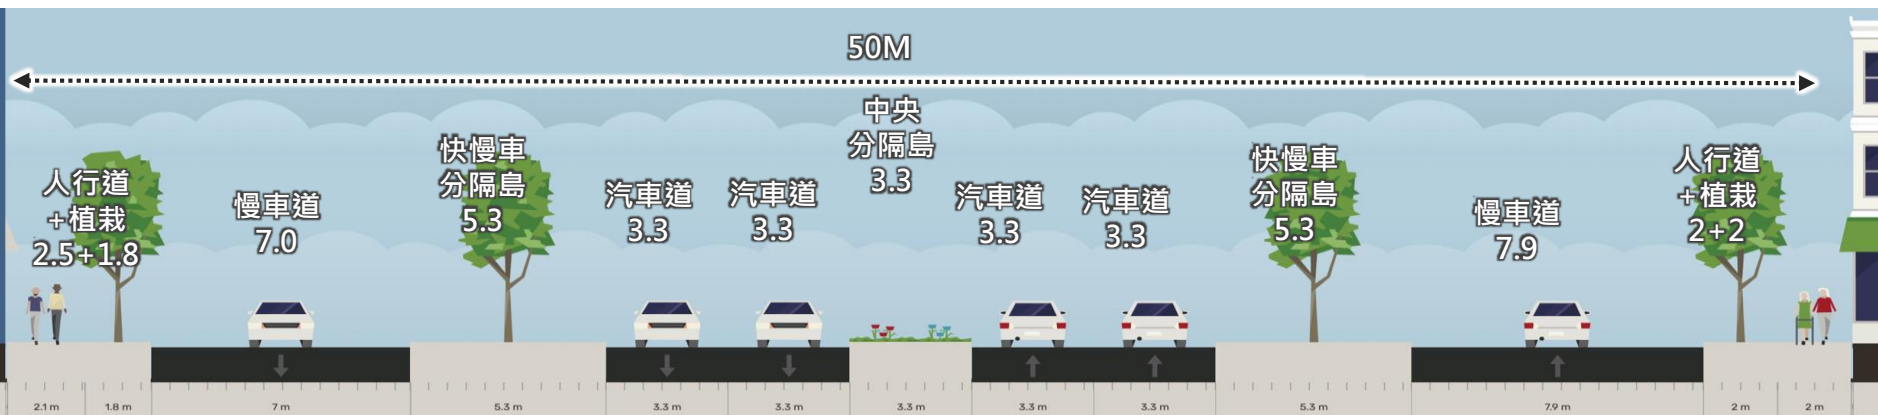 50M
人行道
+植栽
2.5+1.8
慢車道
7.0
快慢車
分隔島
5.3
汽車道
3.3
汽車道
3.3
中央
分隔島
3.3
汽車道
3.3
汽車道
3.3
快慢車
分隔島
5.3
慢車道
7.9
人行道
+植栽
2+2
2.1 m
1.8 m
7 m
5.3 m
3.3 m
3.3 m
3.3 m
3.3 m
3.3 m
5.3 m
7.9 m
2 m
2 m